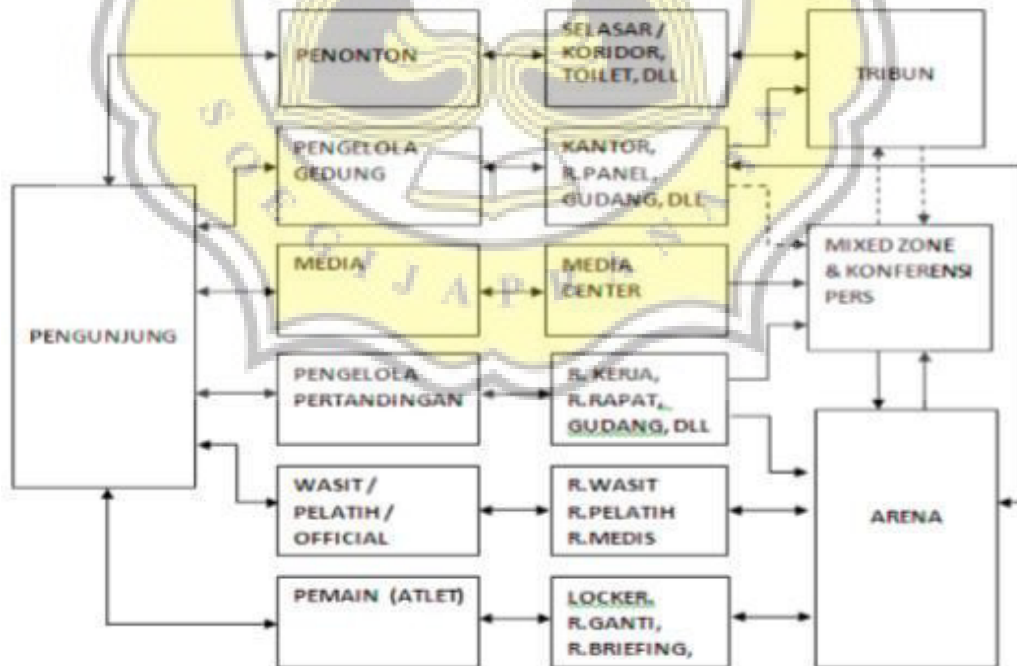 PENONTON
SELASAR /
KORIDOR,
TOILET, DLL
TRIBUN
PENGELOLA
GEDUNG
KANTOR,
R.PANEL,
GUDANG, DLL
MEDIA
MEDIA
CENTER
MIXED ZONE
& KONFERENSI
PERS
PENGUNJUNG
PENGELOLA
PERTANDINGAN
R. KERJA,
R.RAPAT,
GUDANG, DLL
WASIT /
PELATIH /
OFFICIAL
R.WASIT
R.PELATIH
R.MEDIS
ARENA
PEMAIN (ATLET)
LOCKER,
R.GANTI,
R.BRIEFING,